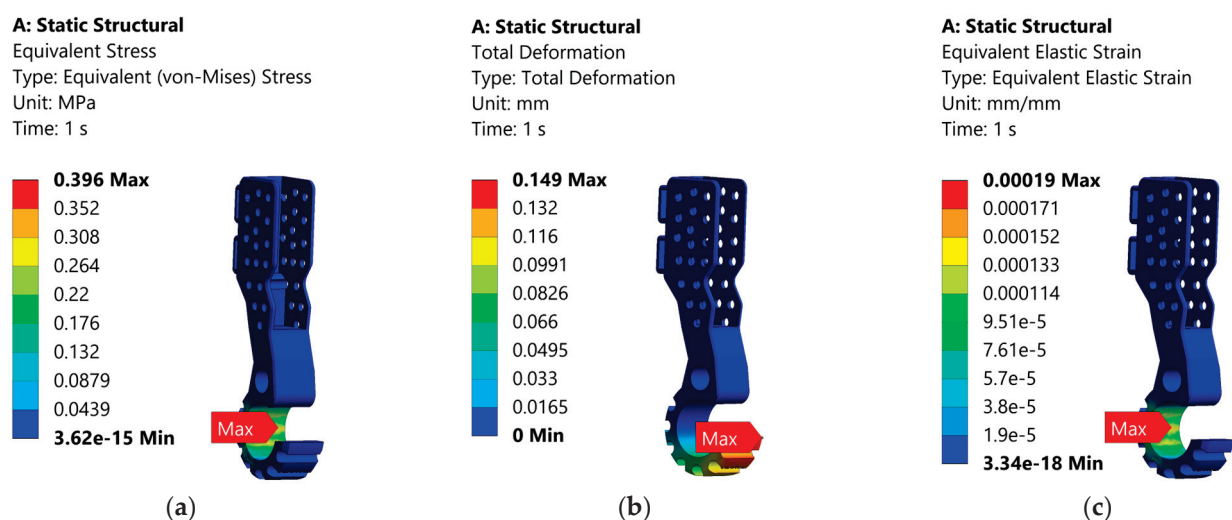 A: Static Structural
Equivalent Stress
Type: Equivalent (von-Mises) Stress
Unit: MPa
Time: 1 s
0.396 Max
0.352
0.308
0.264
0.22
0.176
0.132
0.0879
0.0439
3.62e-15 Min
Max
(a)
A: Static Structural
Total Deformation
Type: Total Deformation
Unit: mm
Time: 1 s
0.149 Max
0.132
0.116
0.0991
0.0826
0.066
0.0495
0.033
0.0165
0 Min
Max
(b)
A: Static Structural
Equivalent Elastic Strain
Type: Equivalent Elastic Strain
Unit: mm/mm
Time: 1 s
0.00019 Max
0.000171
0.000152
0.000133
0.000114
9.51e-5
7.61e-5
5.7e-5
3.8e-5
1.9e-5
3.34e-18 Min
Max
(c)